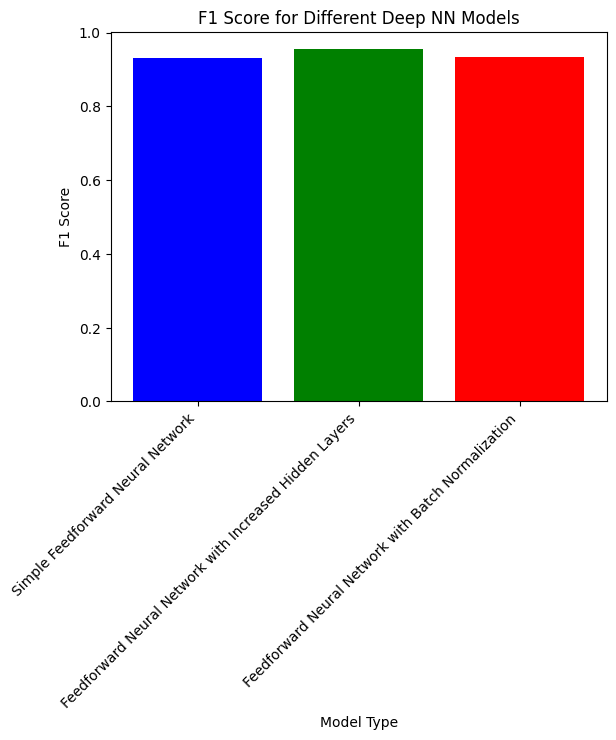 F1 Score for Different Deep NN Models
F1 Score
1.0
0.8
0.6
0.4
0.2
0.0
Simple Feedforward Neural Network
Feedforward Neural Network with Increased Hidden Layers
Feedforward Neural Network with Batch Normalization
Model Type